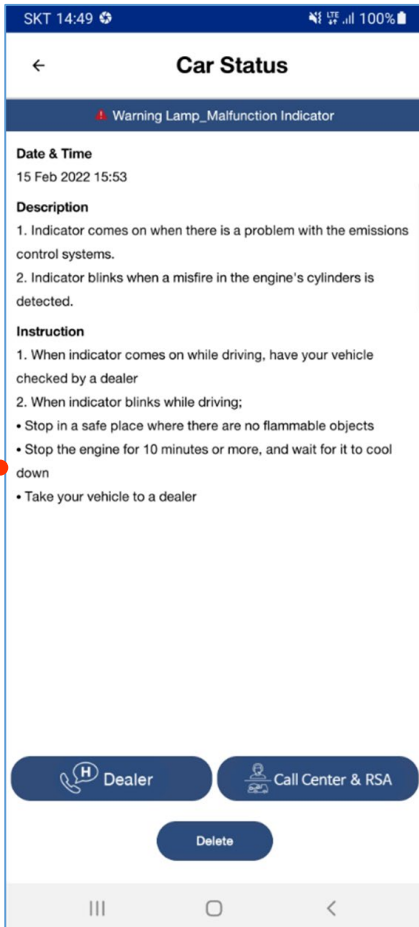 SKT 14:49 LTE 100%
Car Status
Warning Lamp_Malfunction Indicator
Date & Time
15 Feb 2022 15:53
Description
1. Indicator comes on when there is a problem with the emissions
control systems.
2. Indicator blinks when a misfire in the engine's cylinders is
detected.
Instruction
1. When indicator comes on while driving, have your vehicle
checked by a dealer
2. When indicator blinks while driving;
• Stop in a safe place where there are no flammable objects
• Stop the engine for 10 minutes or more, and wait for it to cool
down
• Take your vehicle to a dealer
H Dealer
Call Center & RSA
Delete